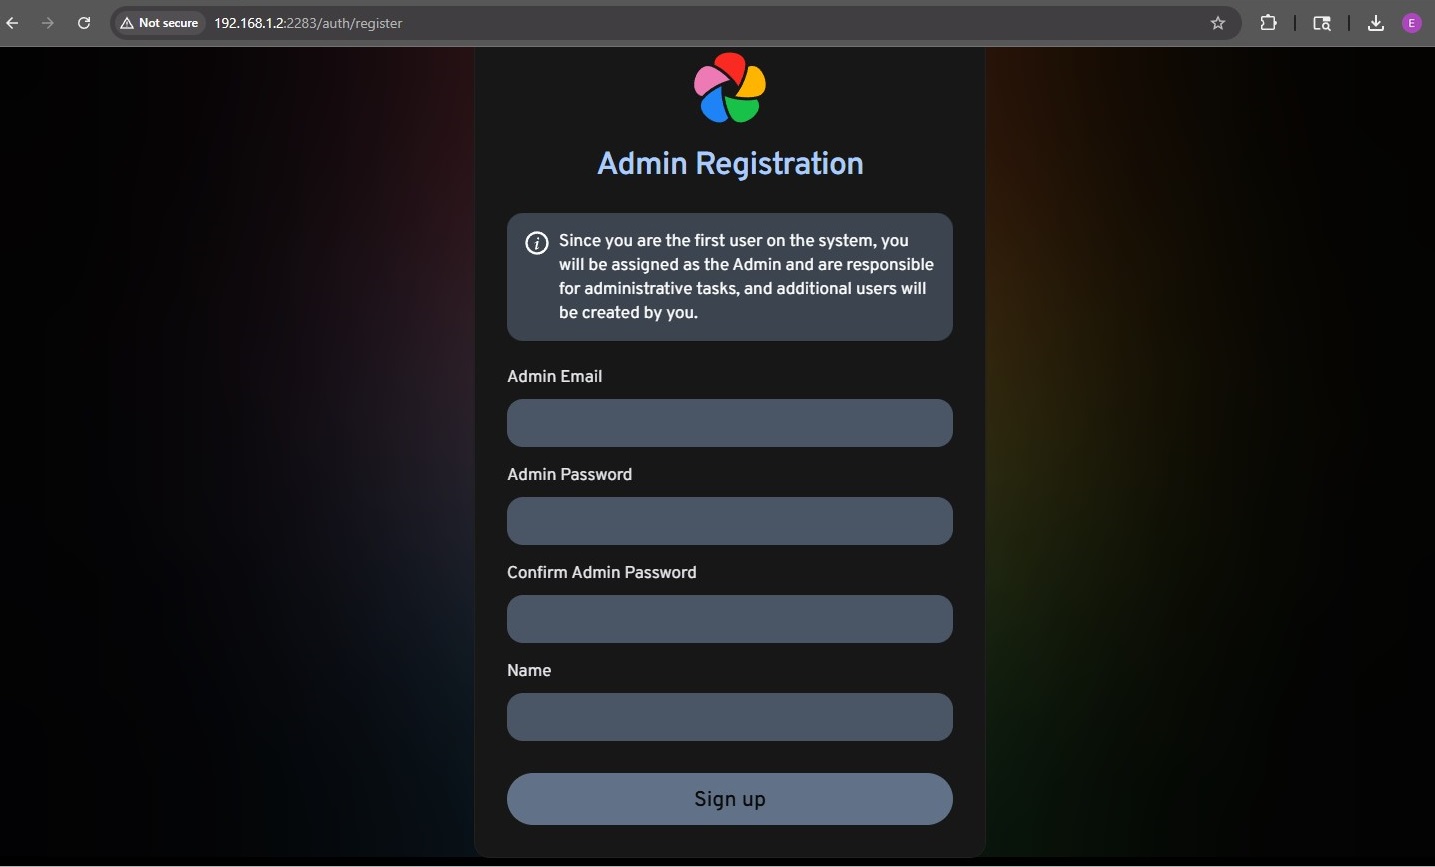 Not secure
192.168.1.2:2283/auth/register
E
Admin Registration
Since you are the first user on the system, you
will be assigned as the Admin and are responsible
for administrative tasks, and additional users will
be created by you.
Admin Email
Admin Password
Confirm Admin Password
Name
Sign up